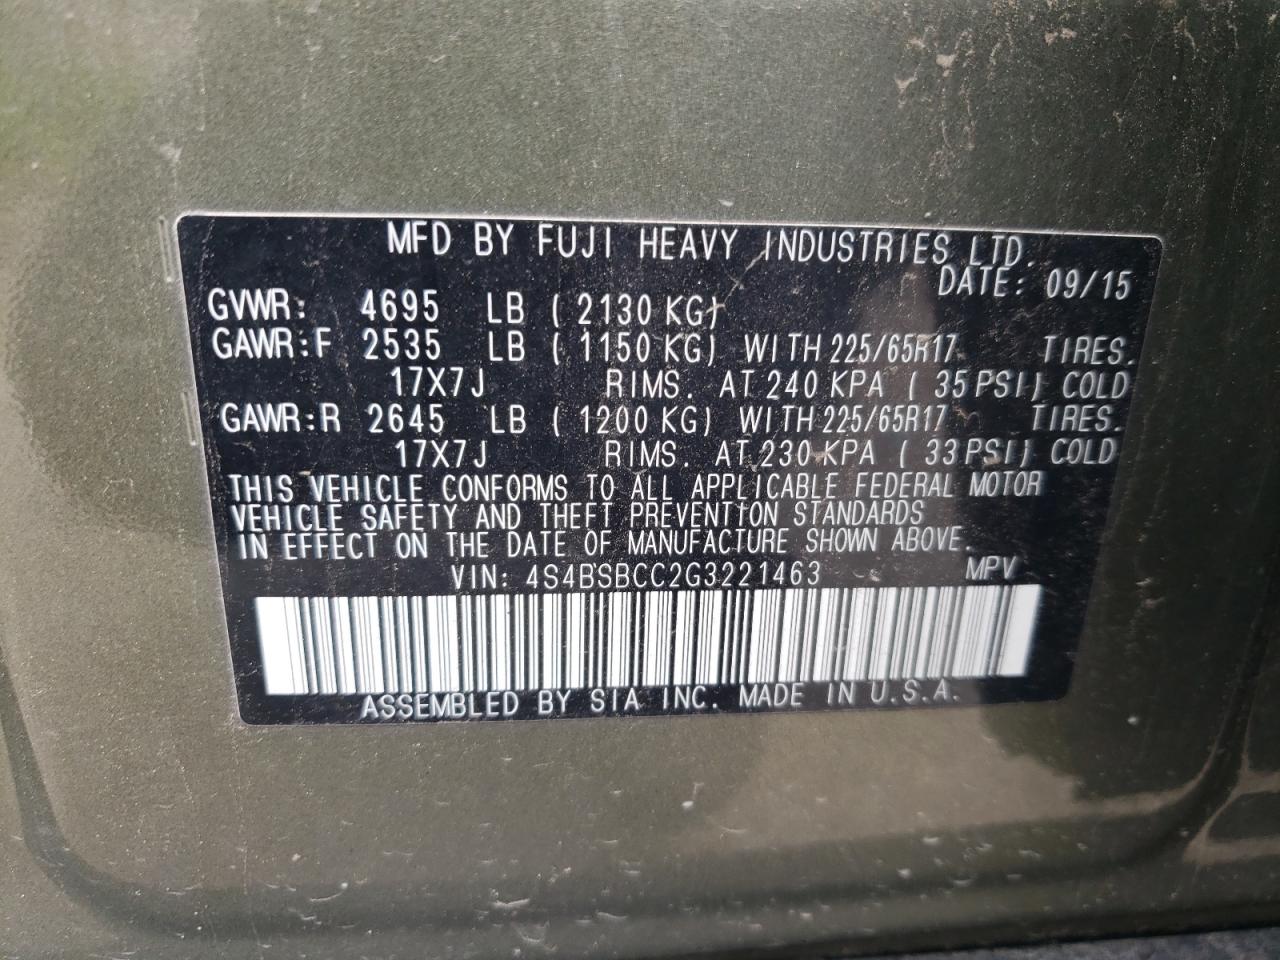 MFD BY FUJI HEAVY INDUSTRIES LTD.
DATE: 09/15
GVWR: 4695 LB ( 2130 KG)
GAWR:F 2535 LB ( 1150 KG) WITH 225/65R17 TIRES.
17X7J RIMS. AT 240 KPA ( 35 PSI) COLD
GAWR:R 2645 LB ( 1200 KG) WITH 225/65R17 TIRES.
17X7J RIMS. AT 230 KPA ( 33 PSI) COLD
THIS VEHICLE CONFORMS TO ALL APPLICABLE FEDERAL MOTOR
VEHICLE SAFETY AND THEFT PREVENTION STANDARDS
IN EFFECT ON THE DATE OF MANUFACTURE SHOWN ABOVE.
VIN: 4S4BSBCC2G3221463 MPV
ASSEMBLED BY SIA INC. MADE IN U.S.A.